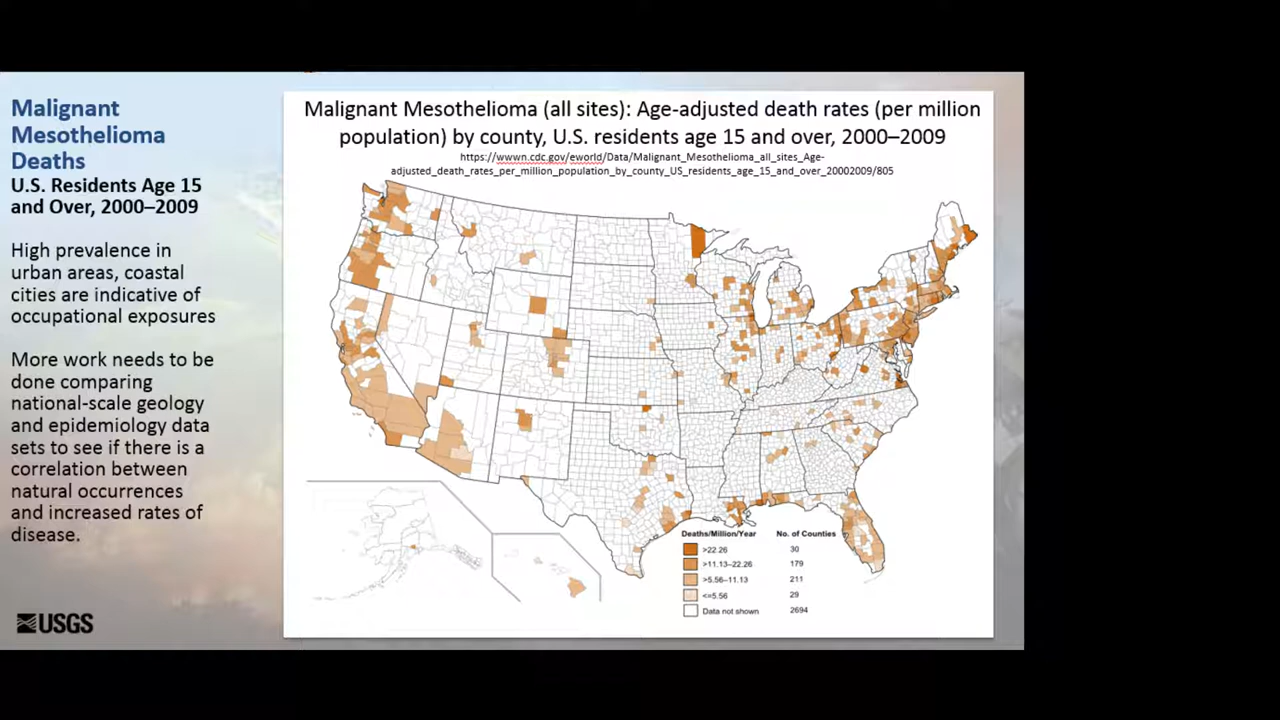 Malignant
Mesothelioma
Deaths
U.S. Residents Age 15
and Over, 2000–2009
High prevalence in
urban areas, coastal
cities are indicative of
occupational exposures
More work needs to be
done comparing
national-scale geology
and epidemiology data
sets to see if there is a
correlation between
natural occurrences
and increased rates of
disease.
USGS
Malignant Mesothelioma (all sites): Age-adjusted death rates (per million
population) by county, U.S. residents age 15 and over, 2000–2009
https://wwwn.cdc.gov/eworld/Data/Malignant_Mesothelioma_all_sites_Age-
adjusted_death_rates_per_million_population_by_county_US_residents_age_15_and_over_20002009/805
Deaths/Million/Year No. of Counties
>22.26 30
>11.13–22.26 179
>5.56–11.13 211
<=5.56 29
Data not shown 2694